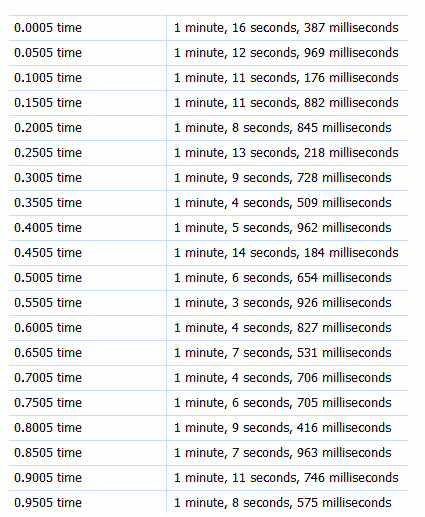 0.0005 time 1 minute, 16 seconds, 387 milliseconds
0.0505 time 1 minute, 12 seconds, 969 milliseconds
0.1005 time 1 minute, 11 seconds, 176 milliseconds
0.1505 time 1 minute, 11 seconds, 882 milliseconds
0.2005 time 1 minute, 8 seconds, 845 milliseconds
0.2505 time 1 minute, 13 seconds, 218 milliseconds
0.3005 time 1 minute, 9 seconds, 728 milliseconds
0.3505 time 1 minute, 4 seconds, 509 milliseconds
0.4005 time 1 minute, 5 seconds, 962 milliseconds
0.4505 time 1 minute, 14 seconds, 184 milliseconds
0.5005 time 1 minute, 6 seconds, 654 milliseconds
0.5505 time 1 minute, 3 seconds, 926 milliseconds
0.6005 time 1 minute, 4 seconds, 827 milliseconds
0.6505 time 1 minute, 7 seconds, 531 milliseconds
0.7005 time 1 minute, 4 seconds, 706 milliseconds
0.7505 time 1 minute, 6 seconds, 705 milliseconds
0.8005 time 1 minute, 9 seconds, 416 milliseconds
0.8505 time 1 minute, 7 seconds, 963 milliseconds
0.9005 time 1 minute, 11 seconds, 746 milliseconds
0.9505 time 1 minute, 8 seconds, 575 milliseconds